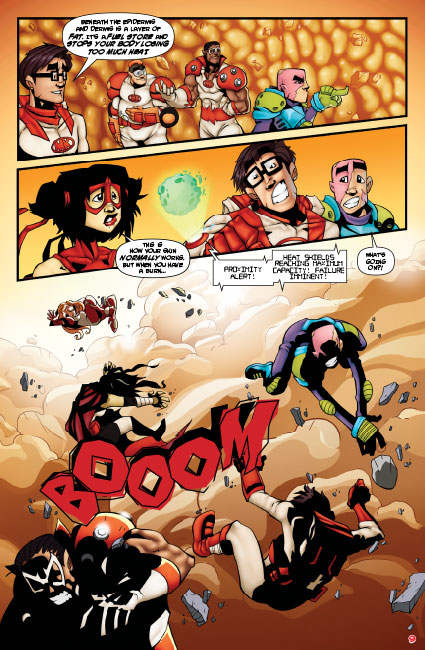 BENEATH THE EPIDERMIS
AND DERMIS IS A LAYER OF
FAT. IT'S A FUEL STORE AND
STOPS YOUR BODY LOSING
TOO MUCH HEAT
THIS IS
HOW YOUR SKIN
NORMALLY WORKS.
BUT WHEN YOU HAVE
A BURN...
PROXIMITY
ALERT!
HEAT SHIELDS
REACHING MAXIMUM
CAPACITY! FAILURE
IMMINENT!
WHAT'S
GOING
ON?!
BOOOM
9